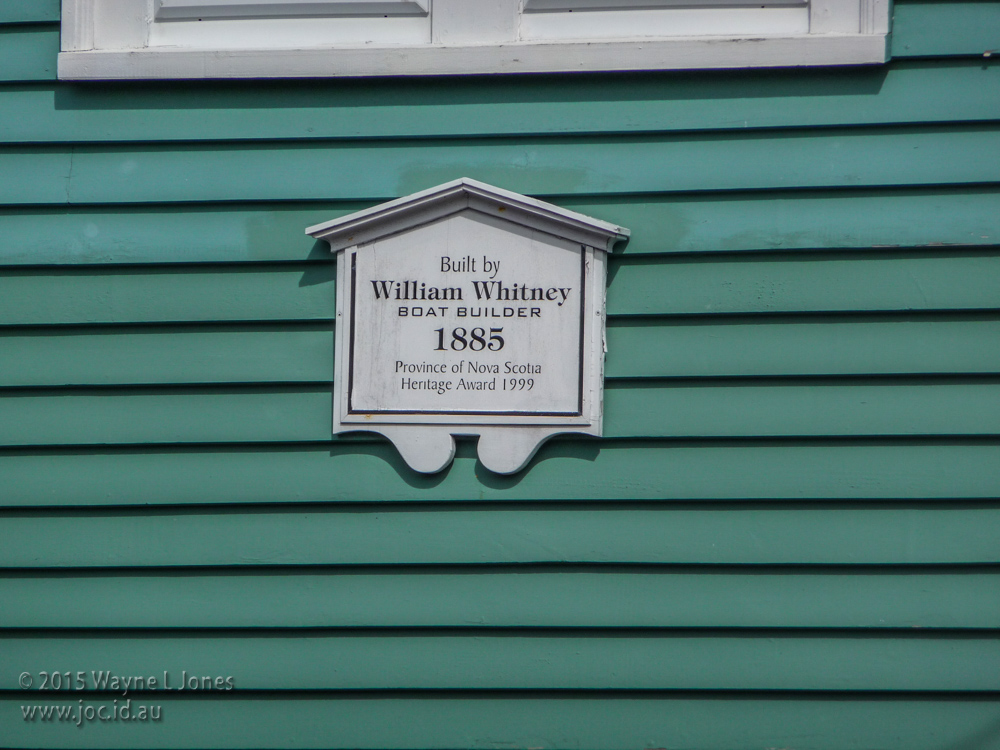 Built by
William Whitney
BOAT BUILDER
1885
Province of Nova Scotia
Heritage Award 1999
© 2015 Wayne L Jones
www.joc.id.au